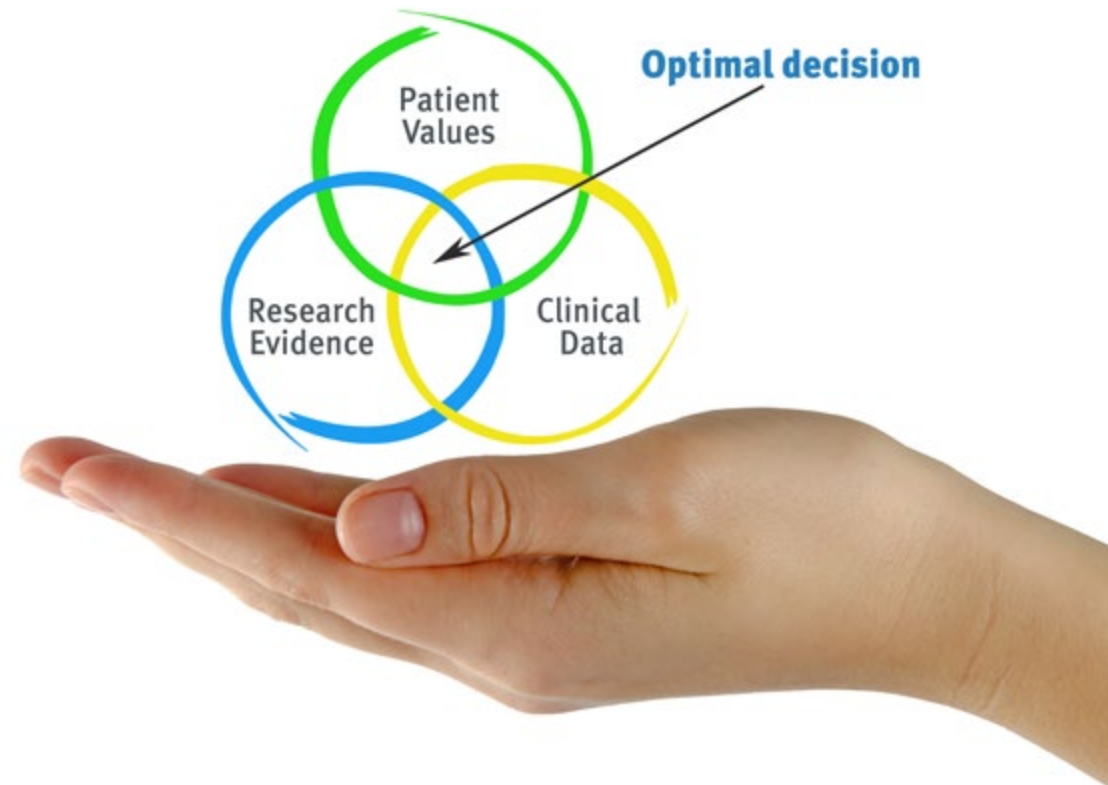 Optimal decision
Patient
Values
Research
Evidence
Clinical
Data